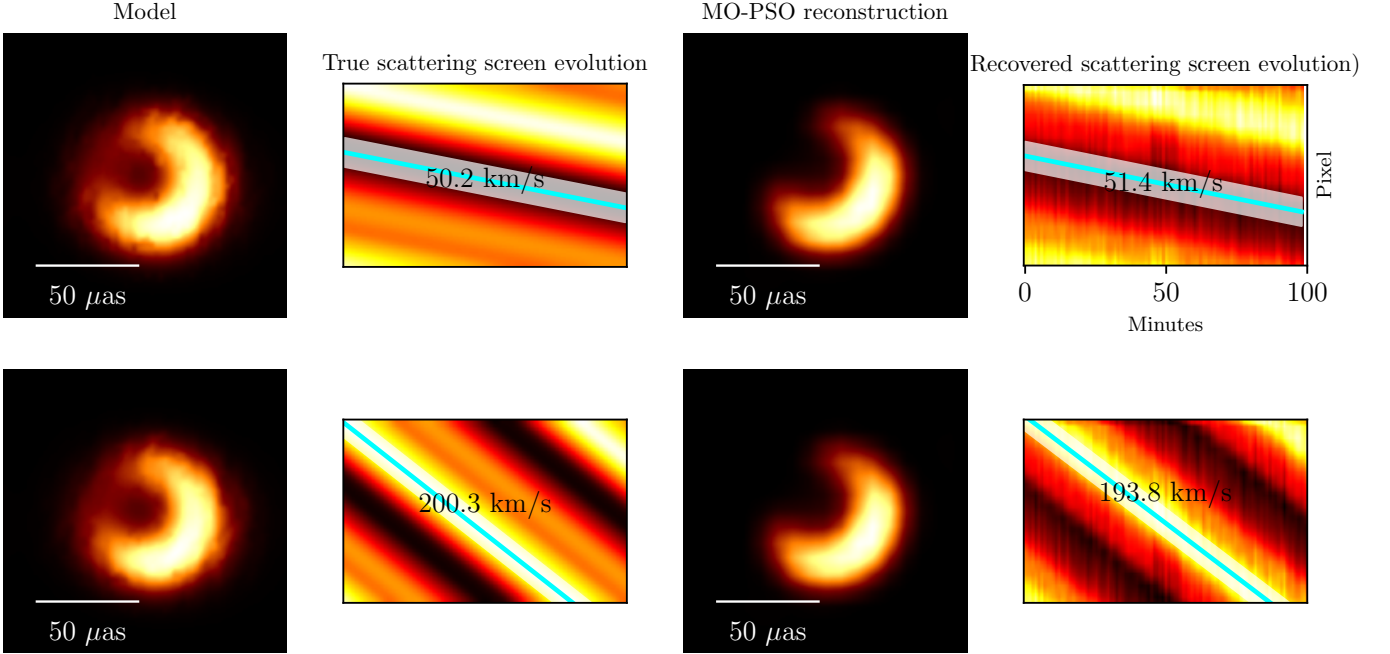 Model
MO-PSO reconstruction
True scattering screen evolution
Recovered scattering screen evolution)
50.2 km/s
51.4 km/s
Pixel
50 μas
50 μas
0 50 100
Minutes
200.3 km/s
193.8 km/s
50 μas
50 μas